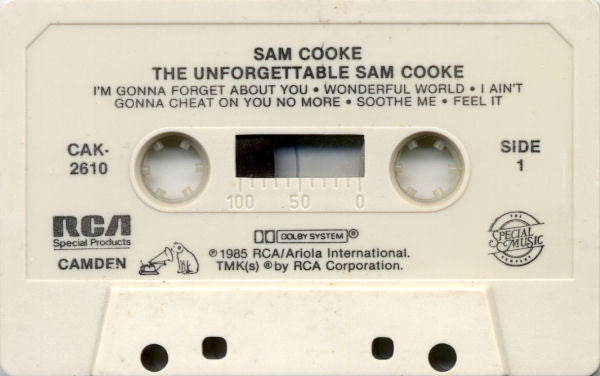 SAM COOKE
THE UNFORGETTABLE SAM COOKE
I'M GONNA FORGET ABOUT YOU • WONDERFUL WORLD • I AIN'T
GONNA CHEAT ON YOU NO MORE • SOOTHE ME • FEEL IT
CAK-
2610
SIDE
1
100 .50 0
RCA
Special Products
CAMDEN
DOLBY SYSTEM ®
℗1985 RCA/Ariola International.
TMK(s) ® by RCA Corporation.
THE
SPECIAL
MUSIC
COMPANY